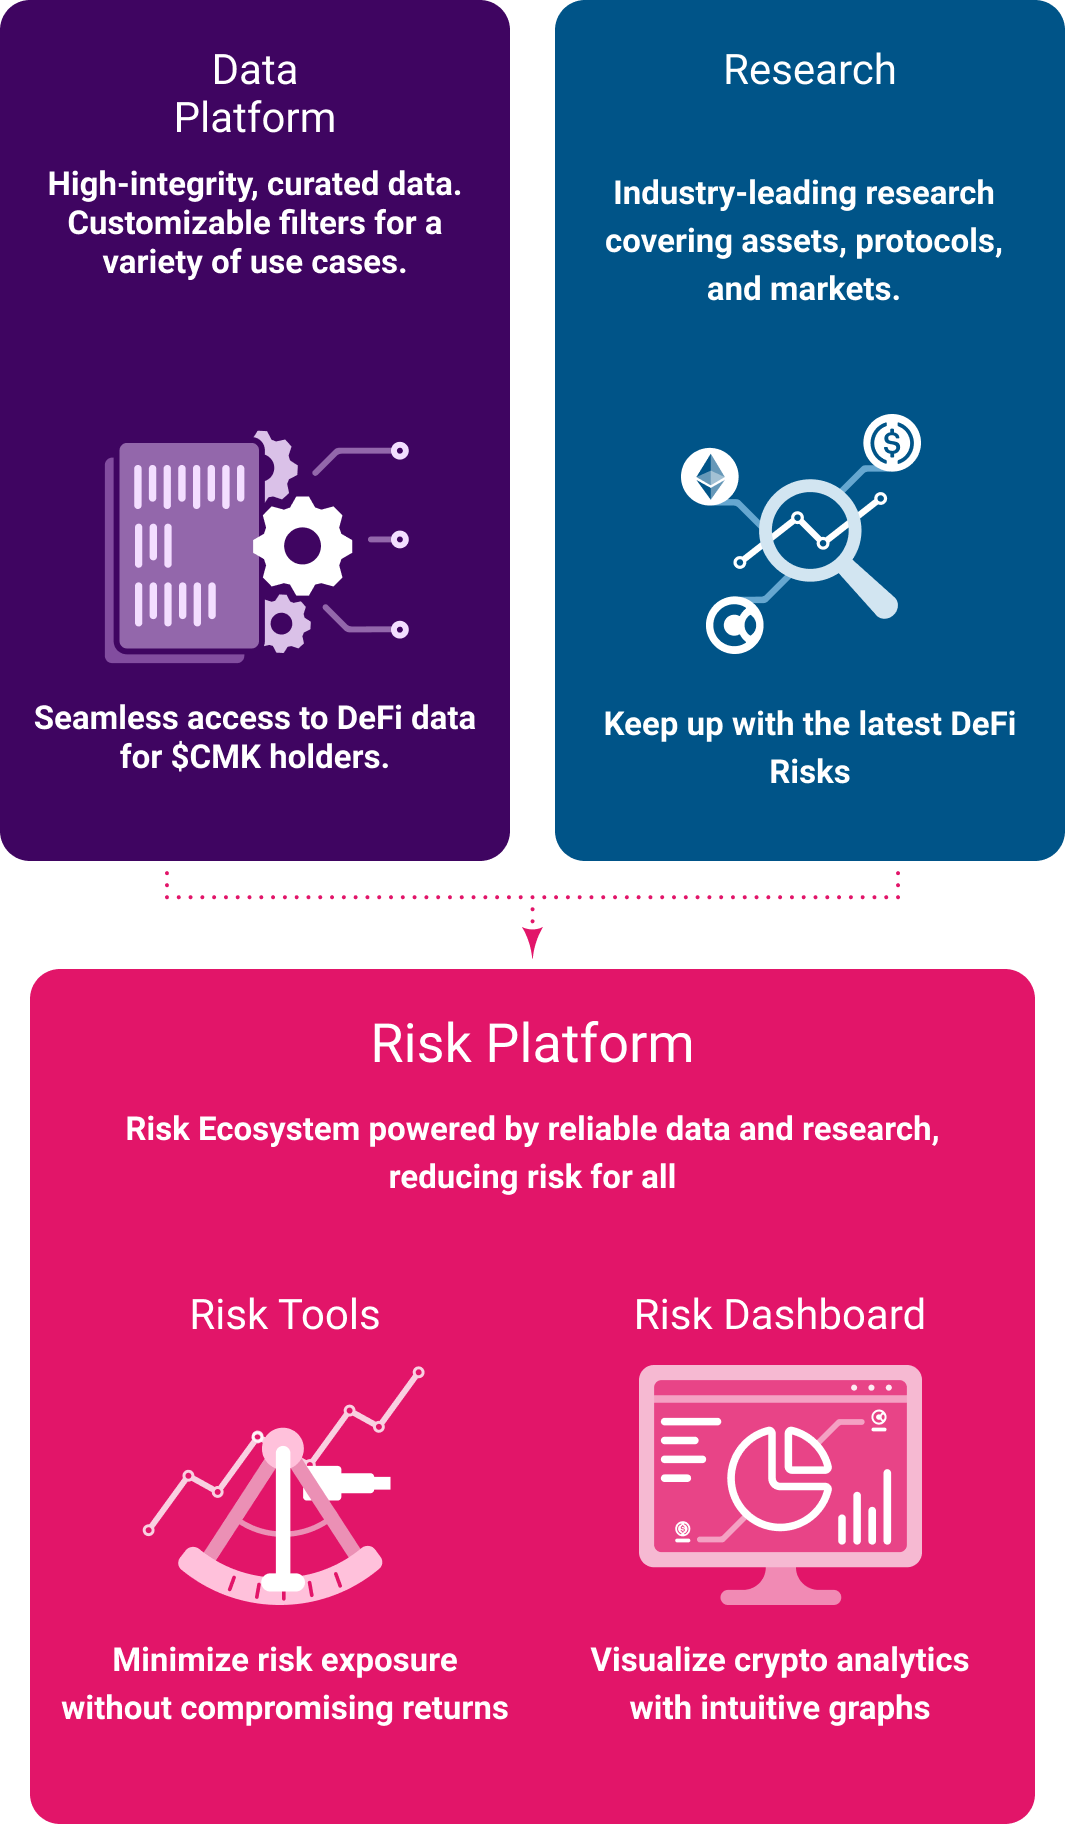 Data
Platform
High-integrity, curated data.
Customizable filters for a
variety of use cases.
Seamless access to DeFi data
for $CMK holders.
Research
Industry-leading research
covering assets, protocols,
and markets.
$
Keep up with the latest DeFi
Risks
Risk Platform
Risk Ecosystem powered by reliable data and research,
reducing risk for all
Risk Tools
Minimize risk exposure
without compromising returns
Risk Dashboard
Visualize crypto analytics
with intuitive graphs